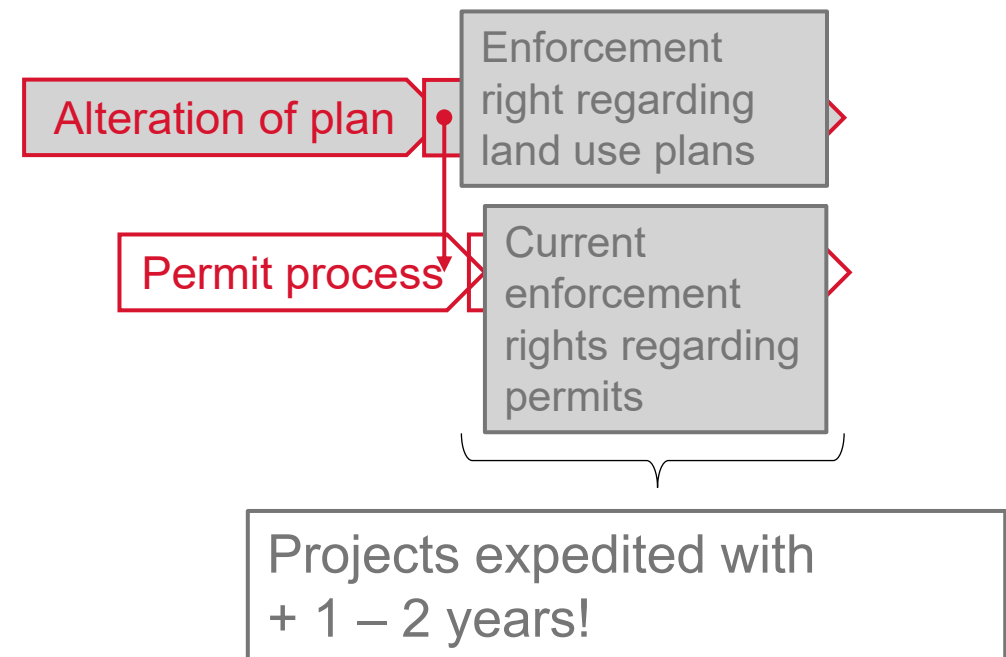 Alteration of plan
Enforcement
right regarding
land use plans
Permit process
Current
enforcement
rights regarding
permits
Projects expedited with
+ 1 – 2 years!